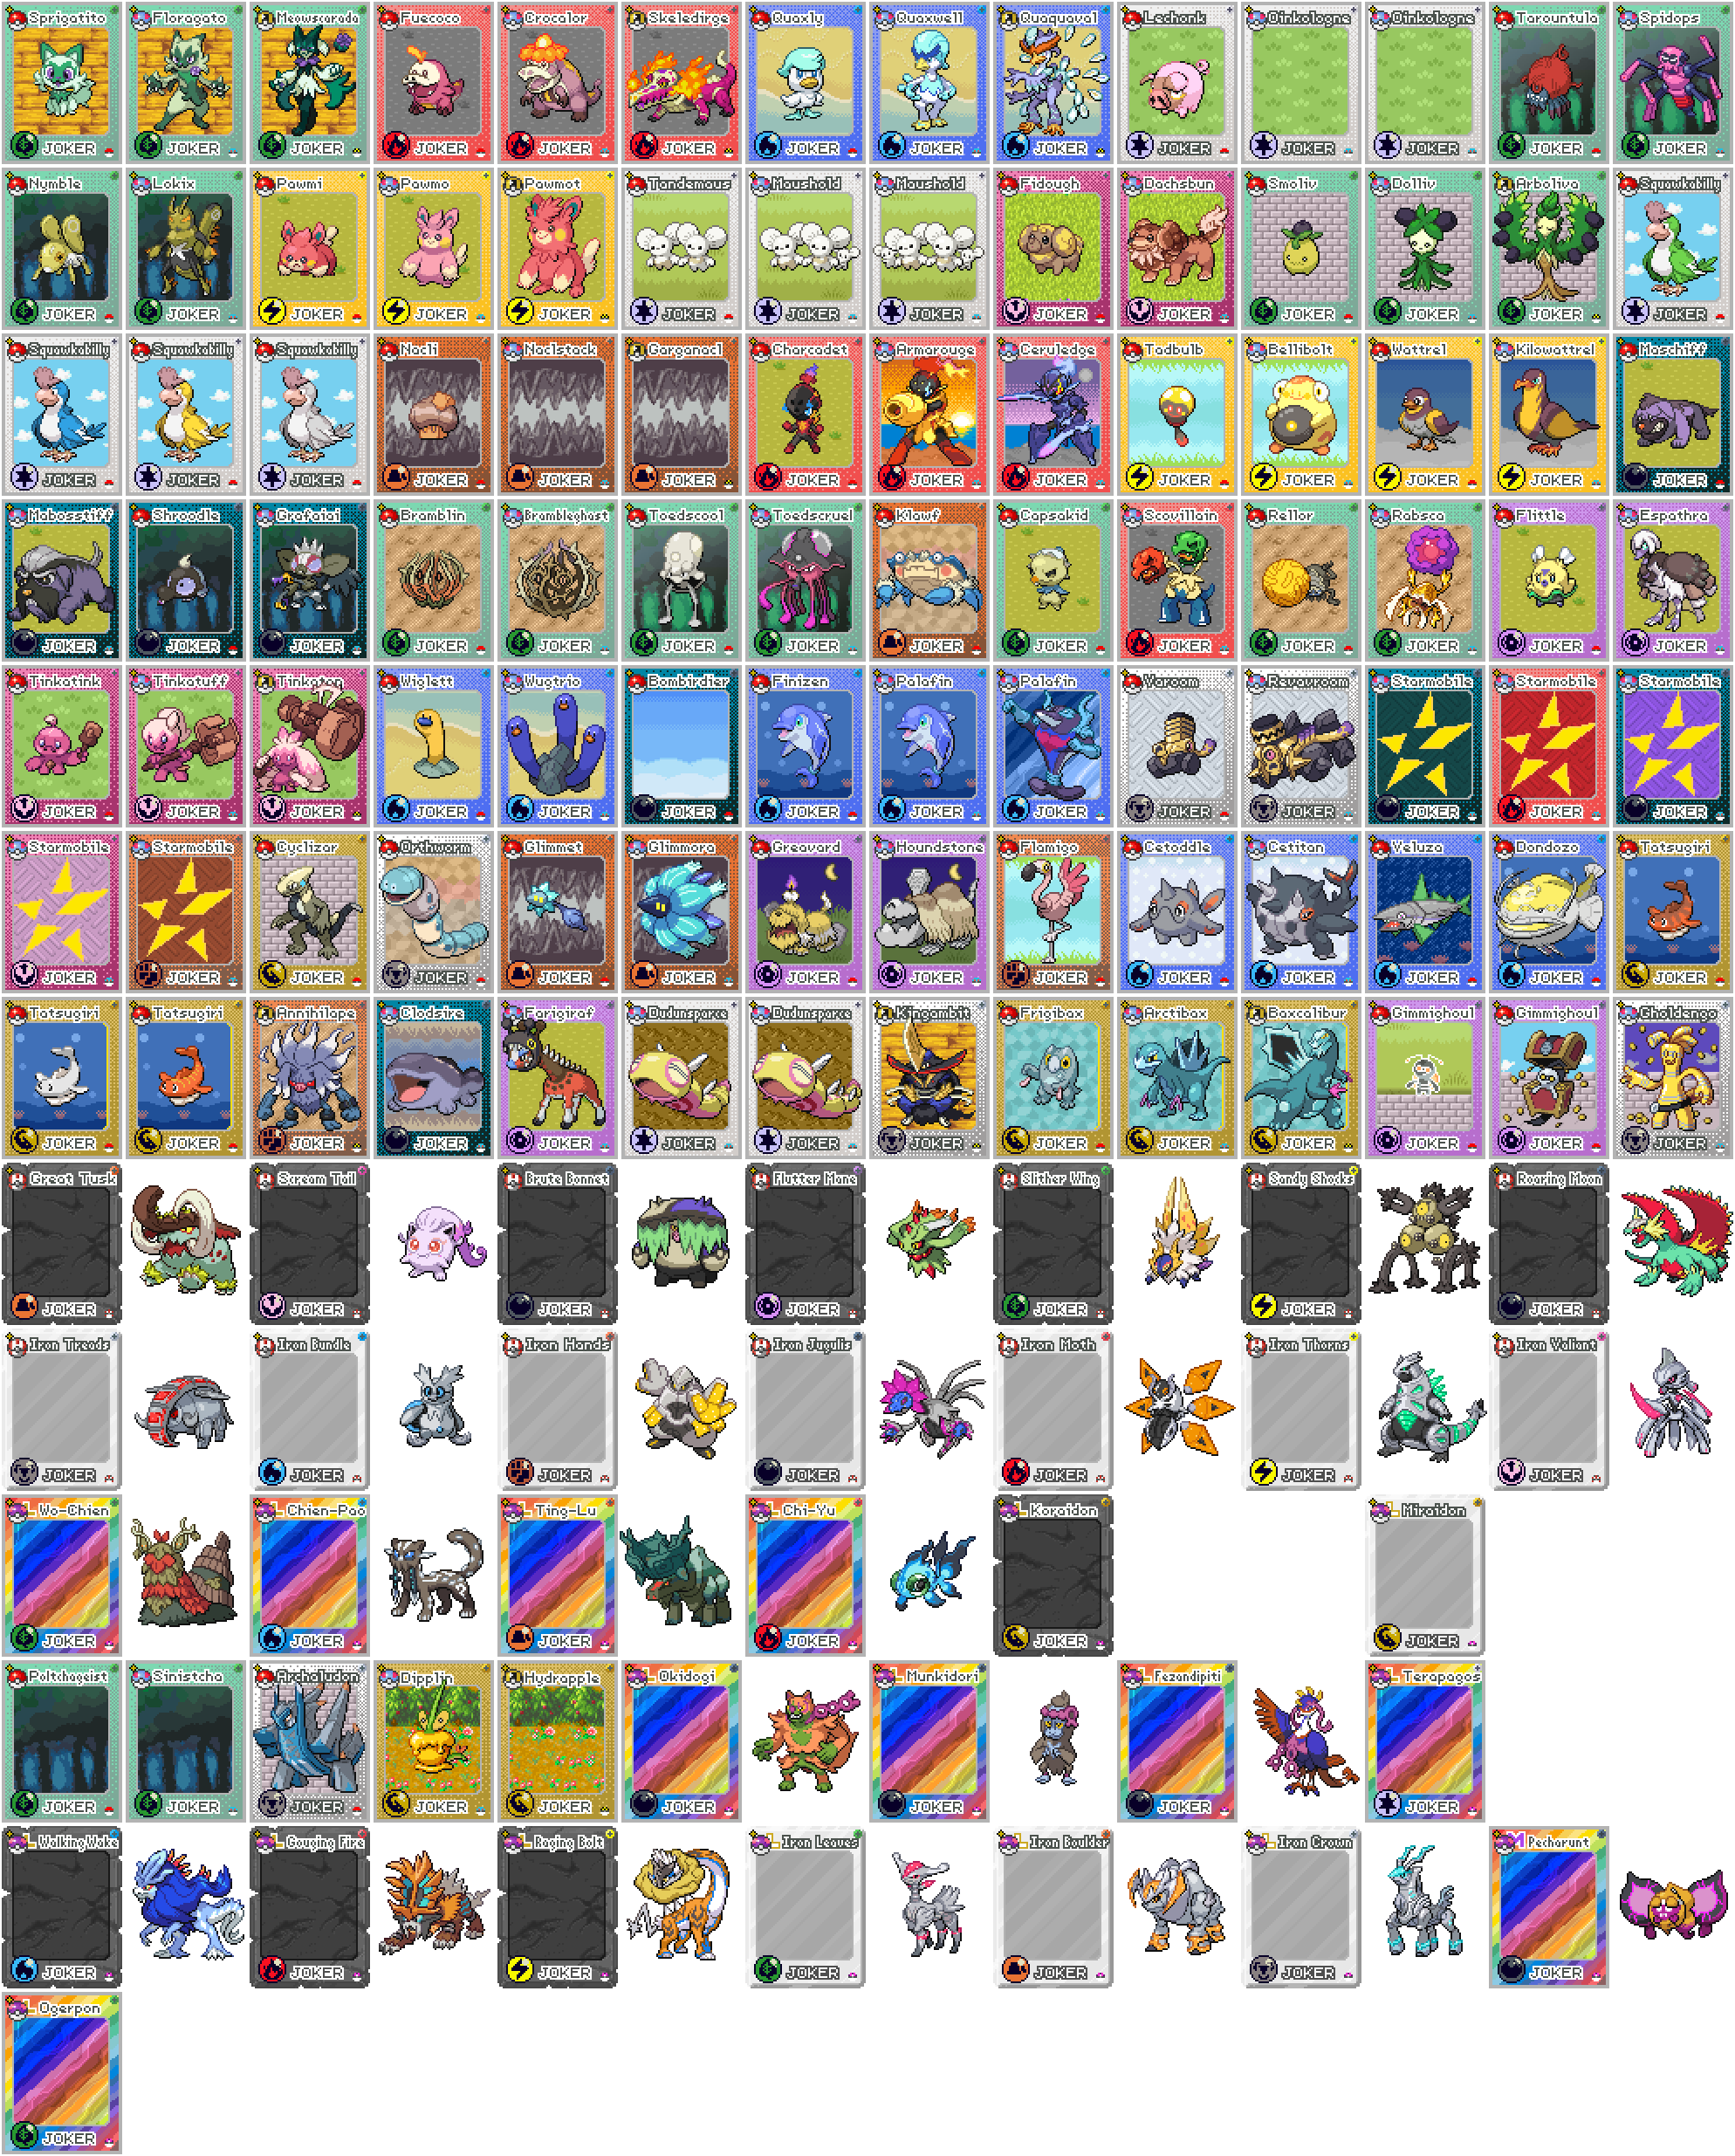 Sprigatito Floragato Meowscarada Fuecoco Crocalor Skeledirge Quaxly Quaxwell Quaquaval Lechonk Oinkologne Oinkologne Tarountula Spidops
JOKER JOKER JOKER JOKER JOKER JOKER JOKER JOKER JOKER JOKER JOKER JOKER JOKER JOKER
Nymble Lokix Pawmi Pawmo Pawmot Tandemaus Maushold Maushold Fidough Dachsbun Smoliv Dolliv Arboliva Squawkabilly
JOKER JOKER JOKER JOKER JOKER JOKER JOKER JOKER JOKER JOKER JOKER JOKER JOKER JOKER
Squawkabilly Squawkabilly Squawkabilly Nacli Naclstack Garganacl Charcadet Armarouge Ceruledge Tadbulb Bellibolt Wattrel Kilowattrel Maschiff
JOKER JOKER JOKER JOKER JOKER JOKER JOKER JOKER JOKER JOKER JOKER JOKER JOKER JOKER
Mabosstiff Shroodle Grafaiai Bramblin Brambleghast Toedscool Toedscruel Klawf Capsakid Scovillain Rellor Rabsca Flittle Espathra
JOKER JOKER JOKER JOKER JOKER JOKER JOKER JOKER JOKER JOKER JOKER JOKER JOKER JOKER
Tinkatink Tinkatuff Tinkaton Wiglett Wugtrio Bombirdier Finizen Palafin Palafin Varoom Revavroom Starmobile Starmobile Starmobile
JOKER JOKER JOKER JOKER JOKER JOKER JOKER JOKER JOKER JOKER JOKER JOKER JOKER JOKER
Starmobile Starmobile Cyclizar Orthworm Glimmet Glimmora Greavard Houndstone Flamigo Cetoddle Cetitan Veluza Dondozo Tatsugiri
JOKER JOKER JOKER JOKER JOKER JOKER JOKER JOKER JOKER JOKER JOKER JOKER JOKER JOKER
Tatsugiri Tatsugiri Annihilape Clodsire Farigiraf Dudunsparce Dudunsparce Kingambit Frigibax Arctibax Baxcalibur Gimmighoul Gimmighoul Gholdengo
JOKER JOKER JOKER JOKER JOKER JOKER JOKER JOKER JOKER JOKER JOKER JOKER JOKER JOKER
Great Tusk Scream Tail Brute Bonnet Flutter Mane Slither Wing Sandy Shocks Roaring Moon
JOKER JOKER JOKER JOKER JOKER JOKER JOKER
Iron Treads Iron Bundle Iron Hands Iron Jugulis Iron Moth Iron Thorns Iron Valiant
JOKER JOKER JOKER JOKER JOKER JOKER JOKER
Wo-Chien Chien-Pao Ting-Lu Chi-Yu Koraidon Miraidon
JOKER JOKER JOKER JOKER JOKER JOKER
Poltchageist Sinistcha Archaludon Dipplin Hydrapple Okidogi Munkidori Fezandipiti Terapagos
JOKER JOKER JOKER JOKER JOKER JOKER JOKER JOKER JOKER
Walking Wake Gouging Fire Raging Bolt Iron Leaves Iron Boulder Iron Crown Pecharunt
JOKER JOKER JOKER JOKER JOKER JOKER JOKER
Ogerpon
JOKER